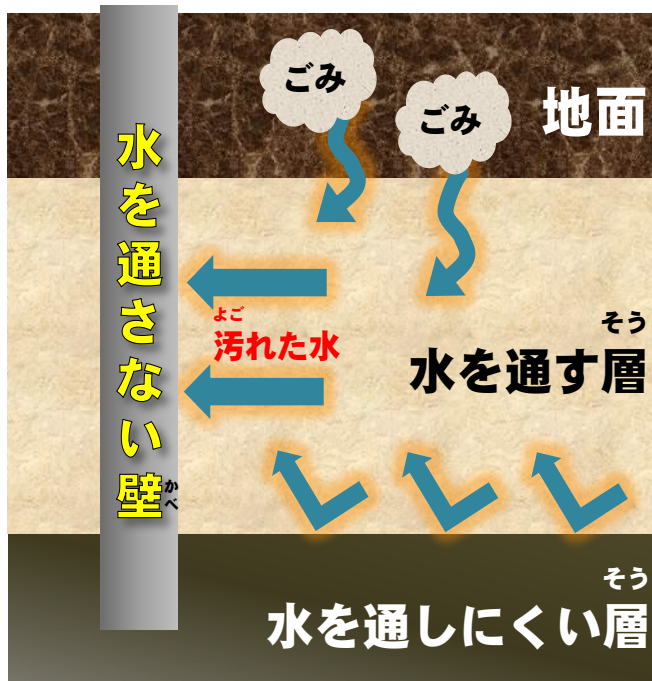 ごみ
ごみ
地面
水を通さない壁
かべ
よご
汚れた水
そう
水を通す層
そう
水を通しにくい層